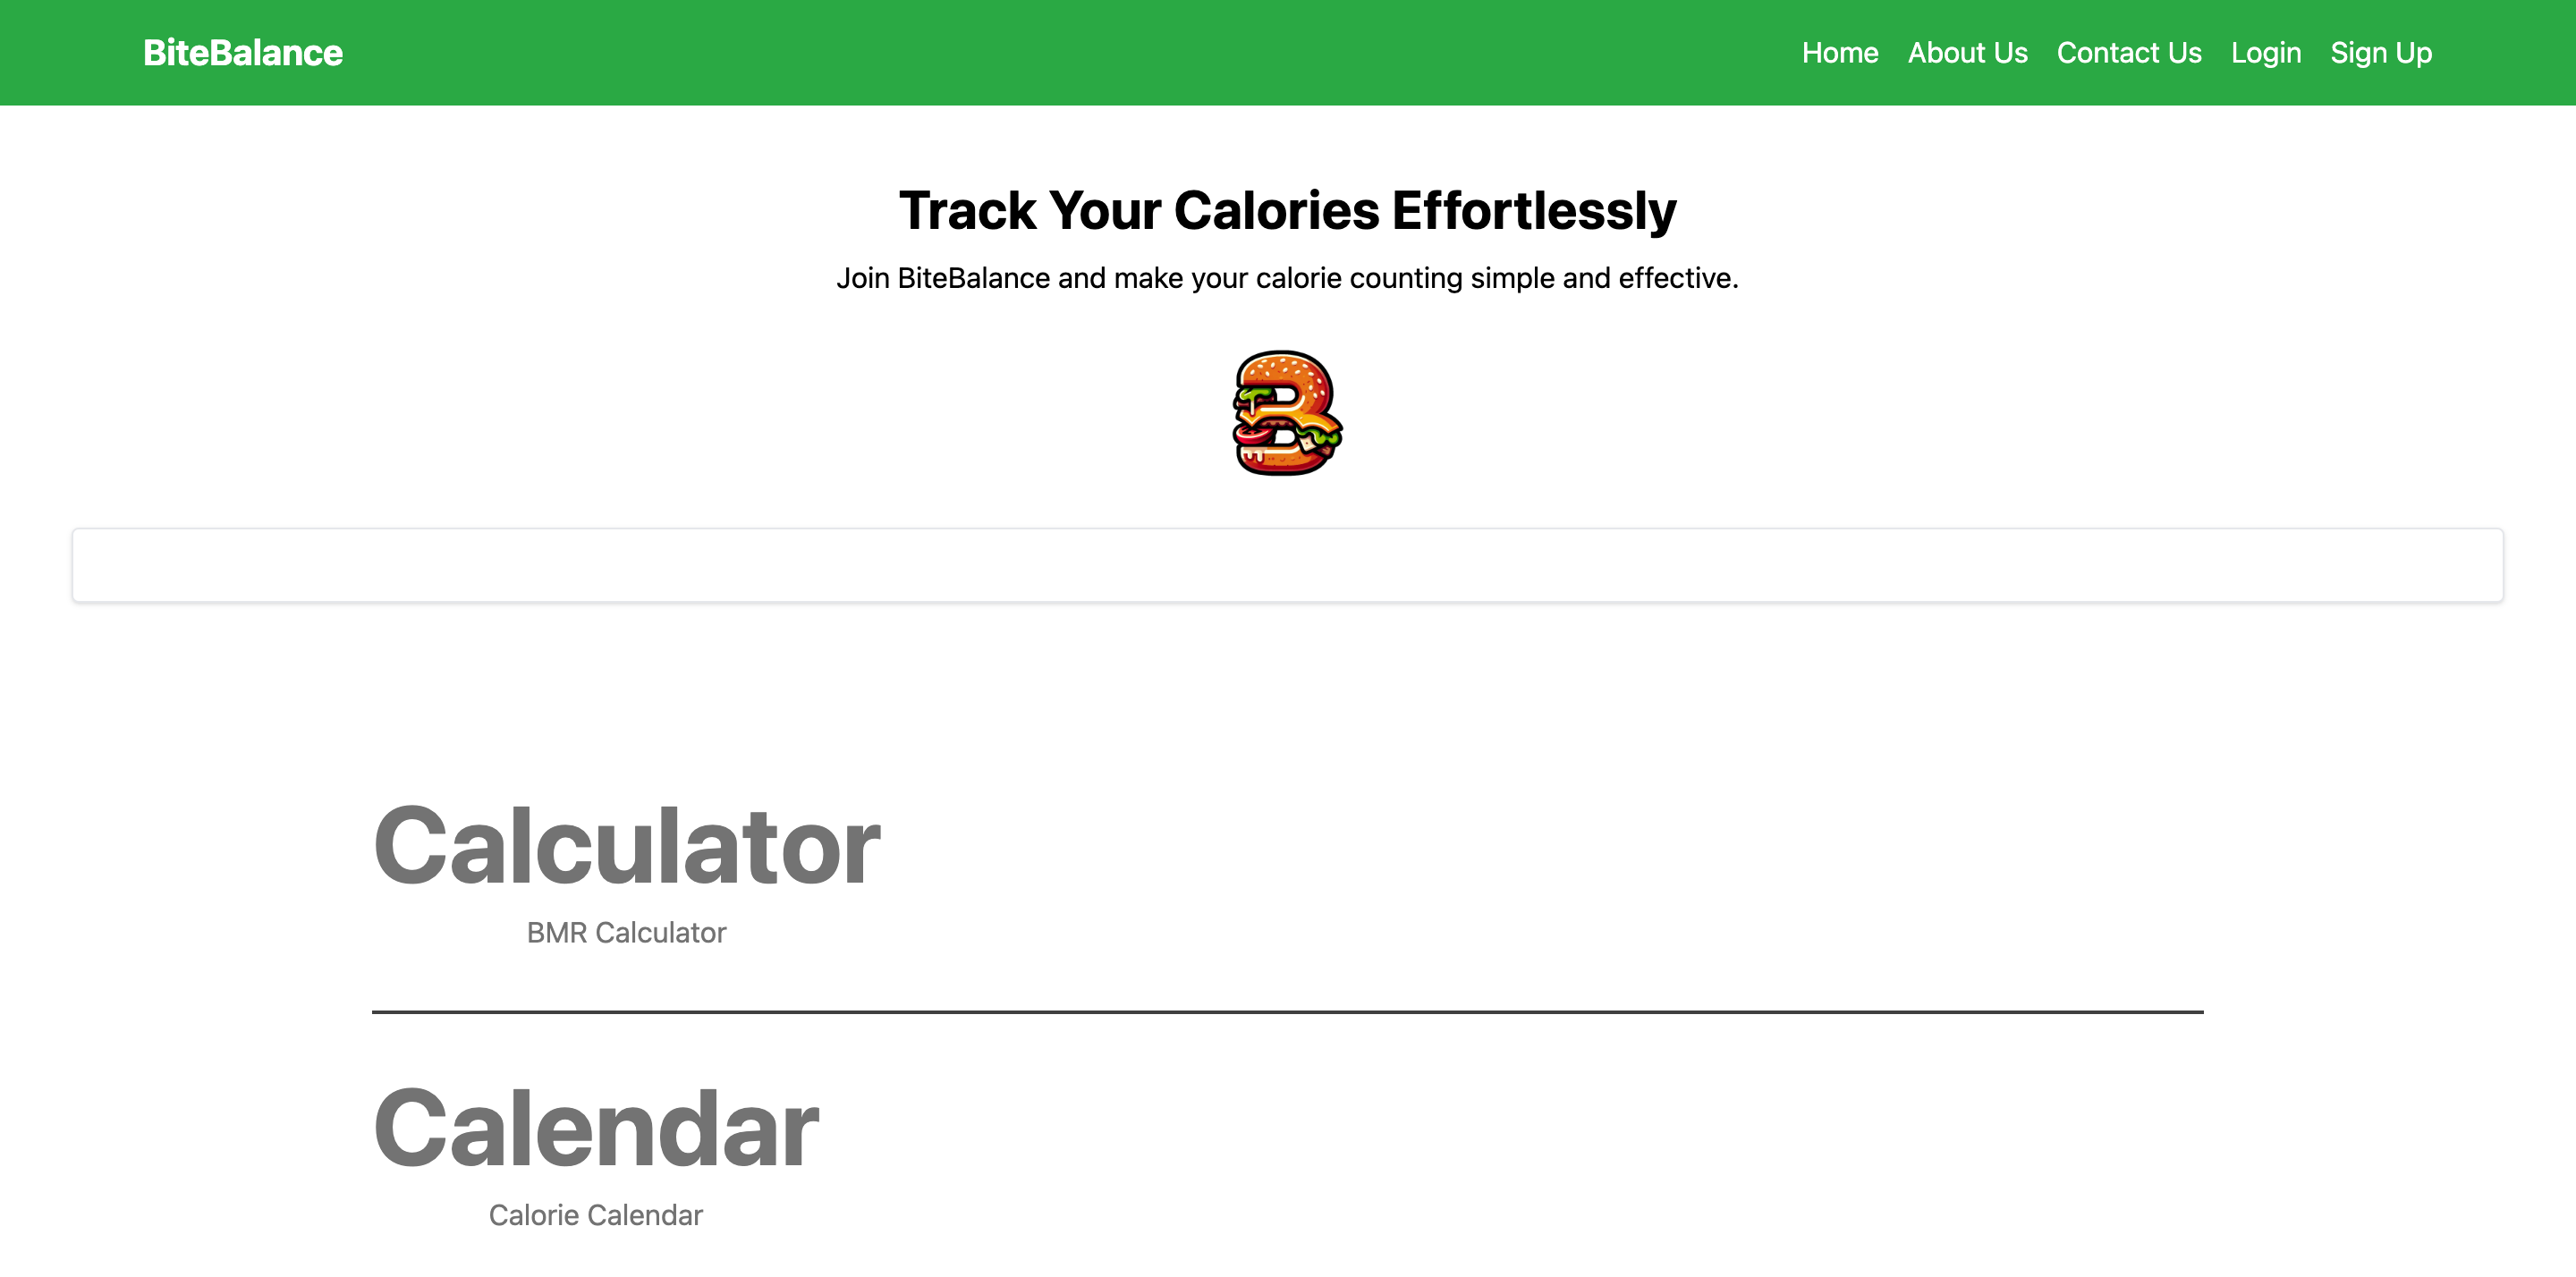 BiteBalance
Home About Us Contact Us Login Sign Up
Track Your Calories Effortlessly
Join BiteBalance and make your calorie counting simple and effective.
B
Calculator
BMR Calculator
Calendar
Calorie Calendar